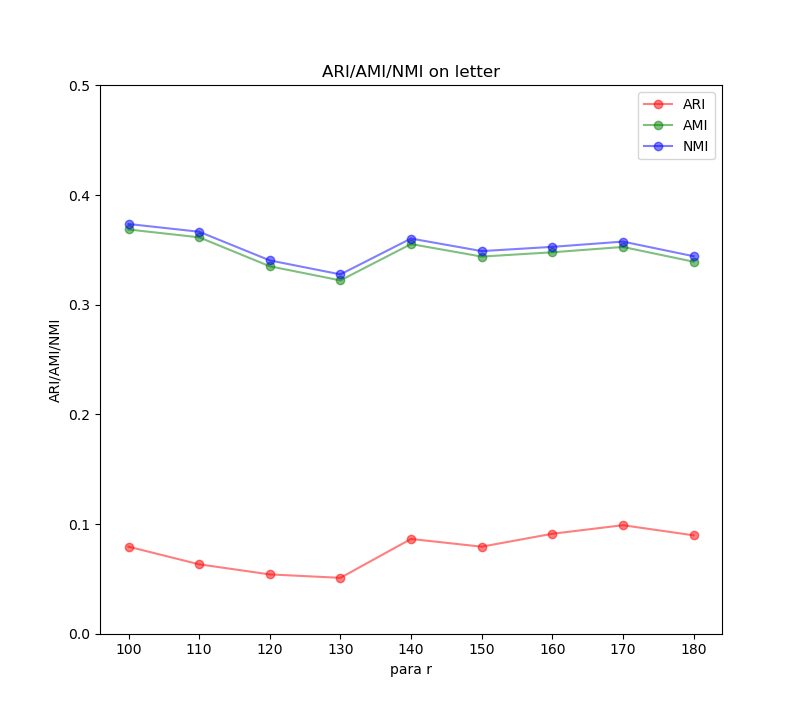 ARI/AMI/NMI on letter
ARI
AMI
NMI
ARI/AMI/NMI
0.5
0.4
0.3
0.2
0.1
0.0
100 110 120 130 140 150 160 170 180
para r